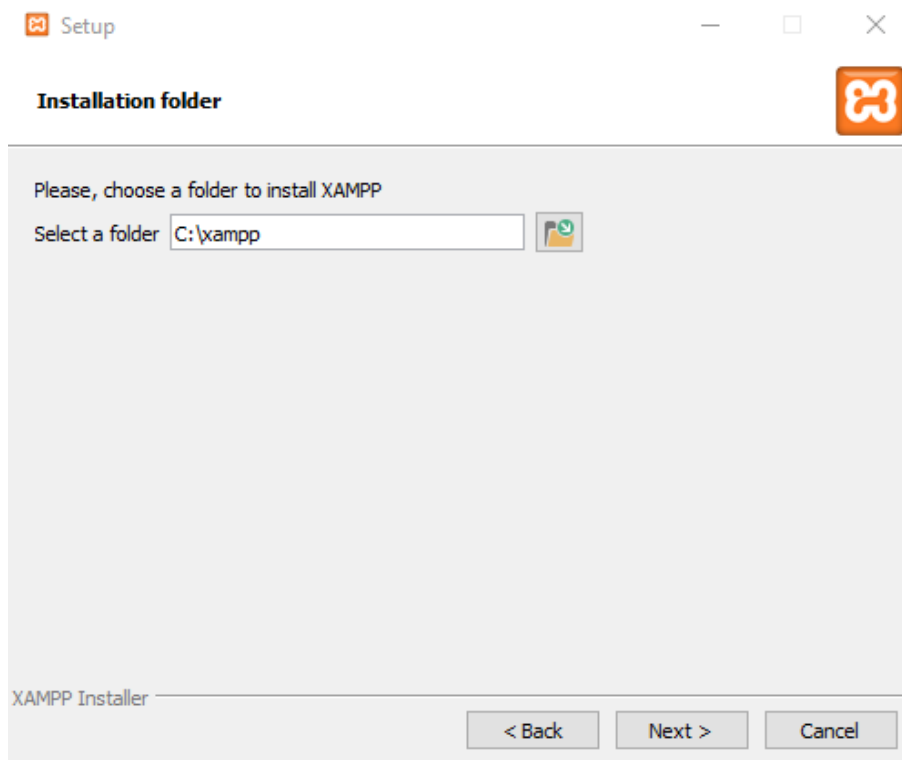 Setup
Installation folder
Please, choose a folder to install XAMPP
Select a folder C:\xampp
XAMPP Installer
< Back Next > Cancel